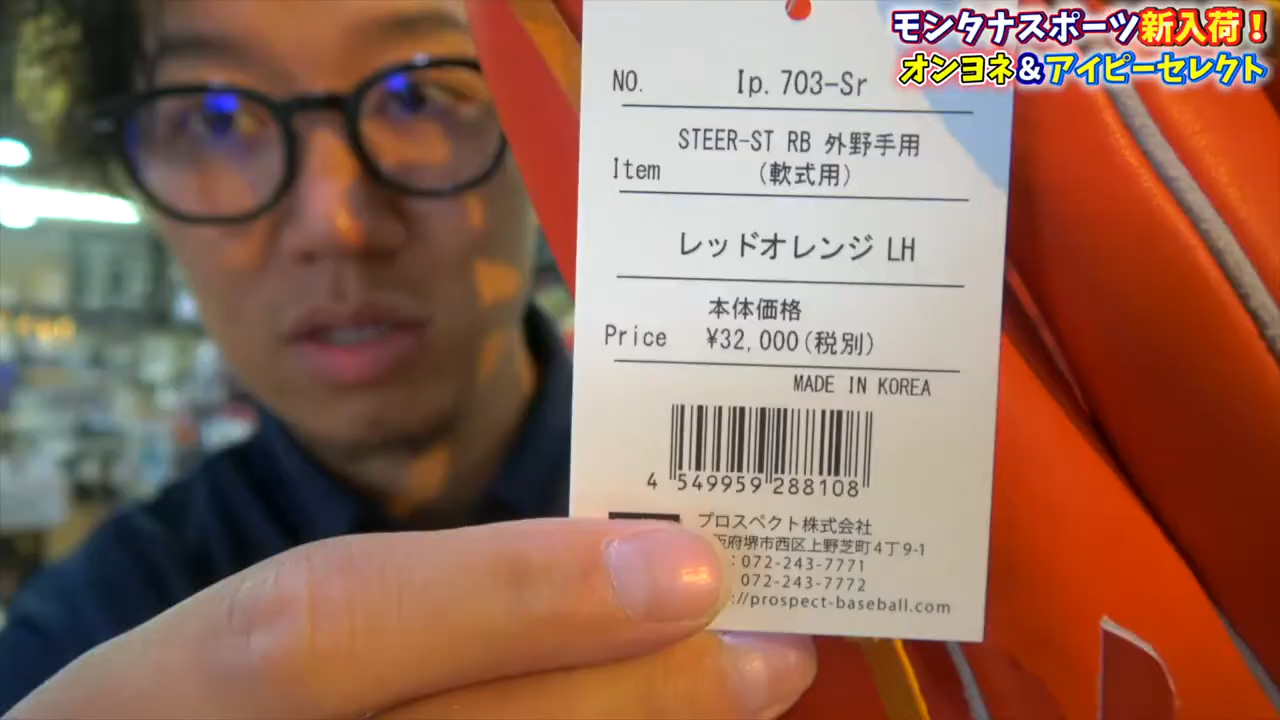 モンタナスポーツ新入荷！
オンヨネ&アイピーセレクト
NO. Ip.703-Sr
STEER-ST RB 外野手用
Item (軟式用)
レッドオレンジ LH
本体価格
Price ¥32,000(税別)
MADE IN KOREA
4 549959 288108
プロスペクト株式会社
阪府堺市西区上野芝町4丁9-1
: 072-243-7771
072-243-7772
://prospect-baseball.com